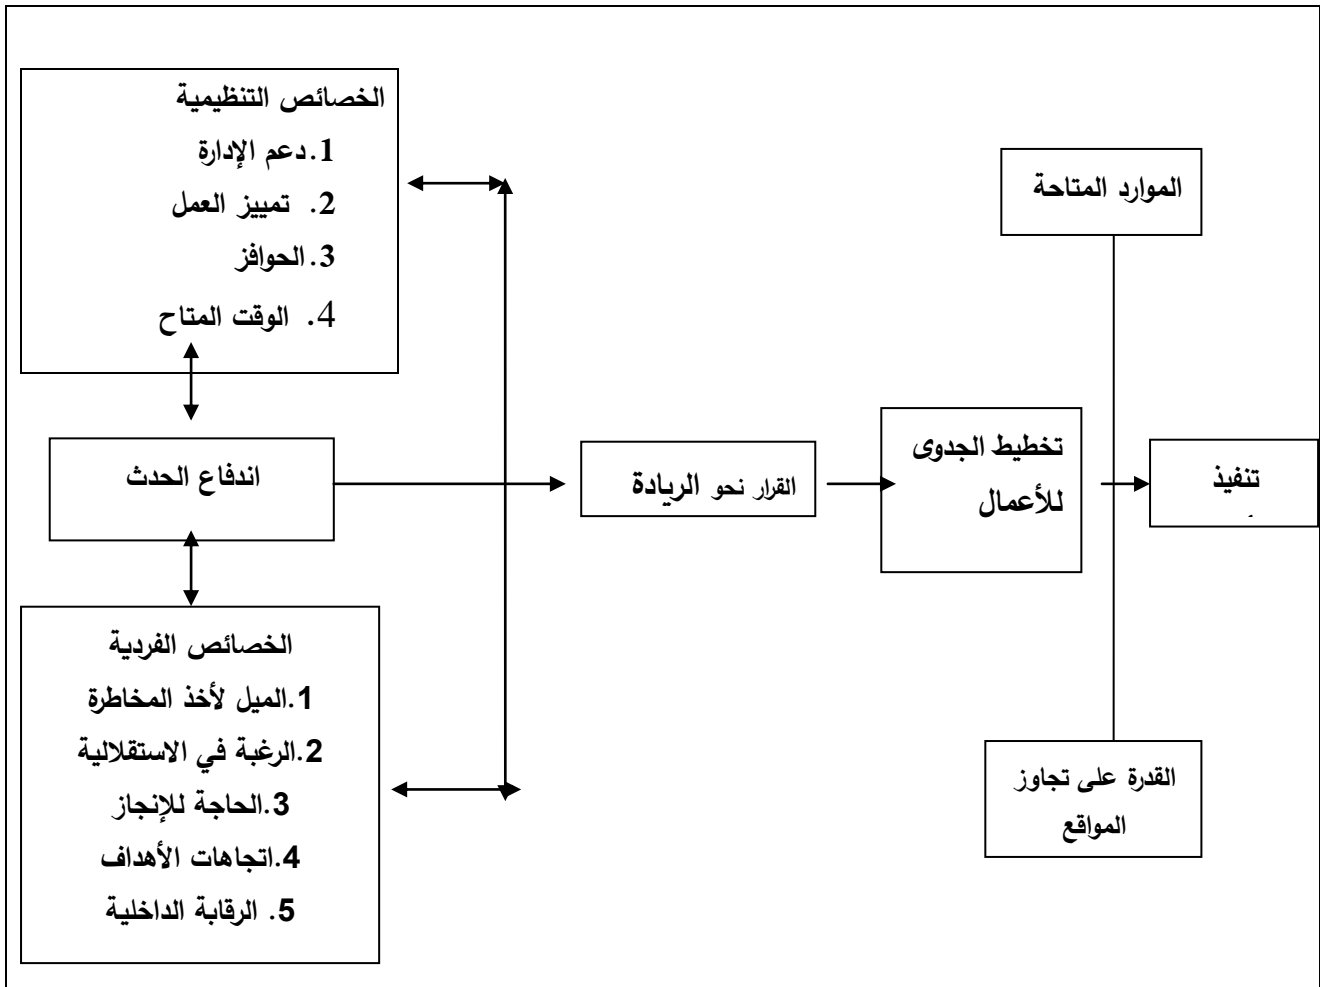 الخصائص التنظيمية
1.دعم الإدارة
2. تمييز العمل
3.الحوافز
4. الوقت المتاح
الموارد المتاحة
اندفاع الحدث
القرار نحو الريادة
تخطيط الجدوى
للأعمال
تنفيذ
الخصائص الفردية
1.الميل لأخذ المخاطرة
2.الرغبة في الاستقلالية
3.الحاجة للإنجاز
4.اتجاهات الأهداف
5. الرقابة الداخلية
القدرة على تجاوز
المواقع